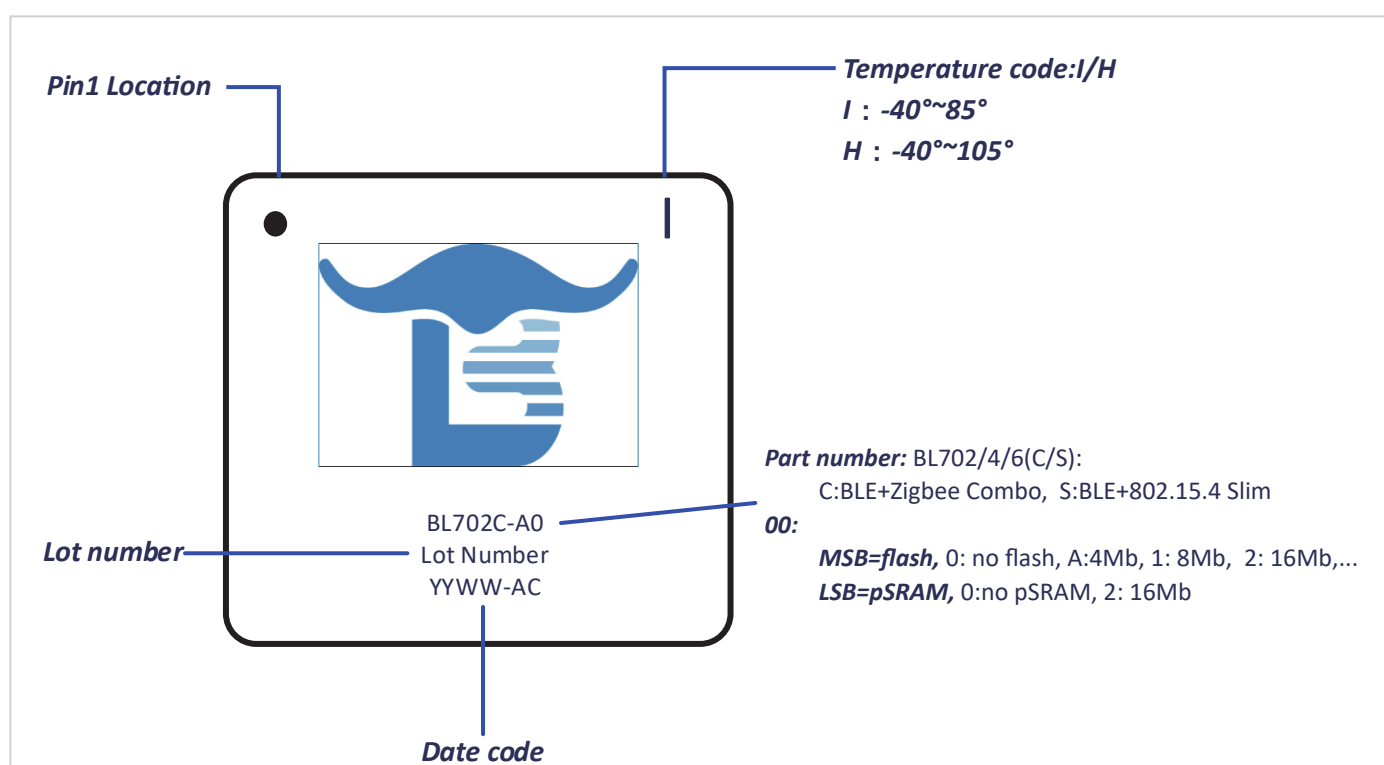 Pin1 Location
Temperature code:I/H
I : -40°~85°
H : -40°~105°
I
Part number: BL702/4/6(C/S):
C:BLE+Zigbee Combo, S:BLE+802.15.4 Slim
00:
MSB=flash, 0: no flash, A:4Mb, 1: 8Mb, 2: 16Mb,...
LSB=pSRAM, 0:no pSRAM, 2: 16Mb
BL702C-A0
Lot number
Lot Number
YYWW-AC
Date code